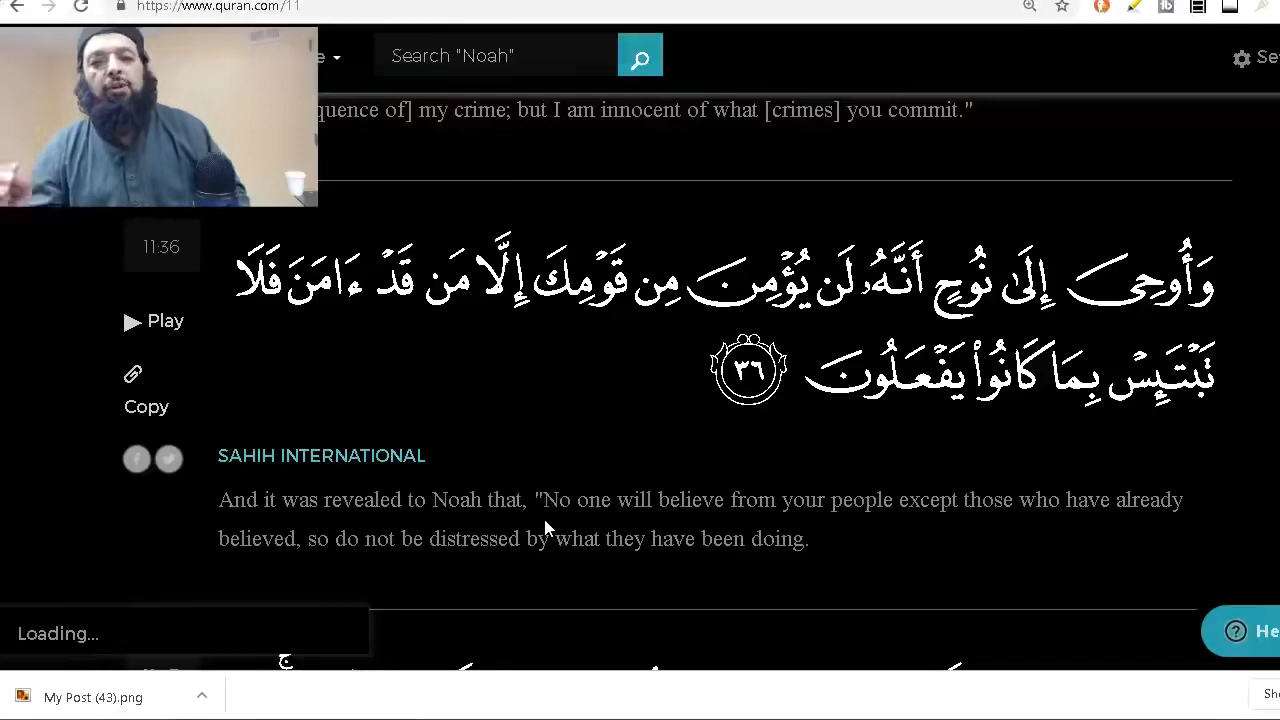 https://www.quran.com/11
e
Search "Noah"
Se
quence of] my crime; but I am innocent of what [crimes] you commit."
11:36
وَأُوحِىَ إِلَىٰ نُوحٍ أَنَّهُۥ لَن يُؤْمِنَ مِن قَوْمِكَ إِلَّا مَن قَدْ ءَامَنَ فَلَا
تَبْتَئِسْ بِمَا كَانُوا۟ يَفْعَلُونَ ٣٦
Play
Copy
SAHIH INTERNATIONAL
And it was revealed to Noah that, "No one will believe from your people except those who have already
believed, so do not be distressed by what they have been doing.
Loading...
He
My Post (43).png
Sho